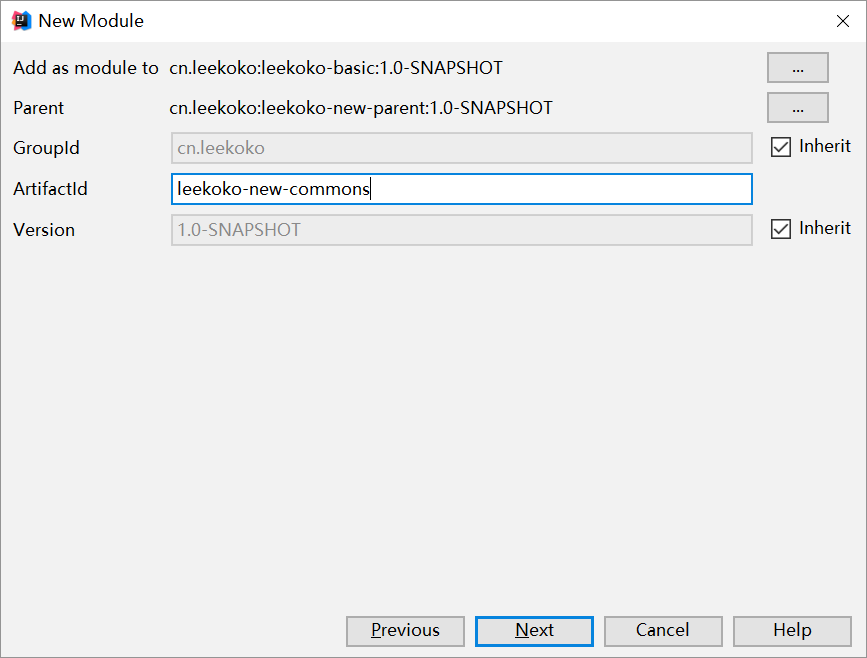 New Module
Add as module to cn.leekoko:leekoko-basic:1.0-SNAPSHOT ...
Parent cn.leekoko:leekoko-new-parent:1.0-SNAPSHOT ...
GroupId cn.leekoko Inherit
ArtifactId leekoko-new-commons
Version 1.0-SNAPSHOT Inherit
Previous Next Cancel Help